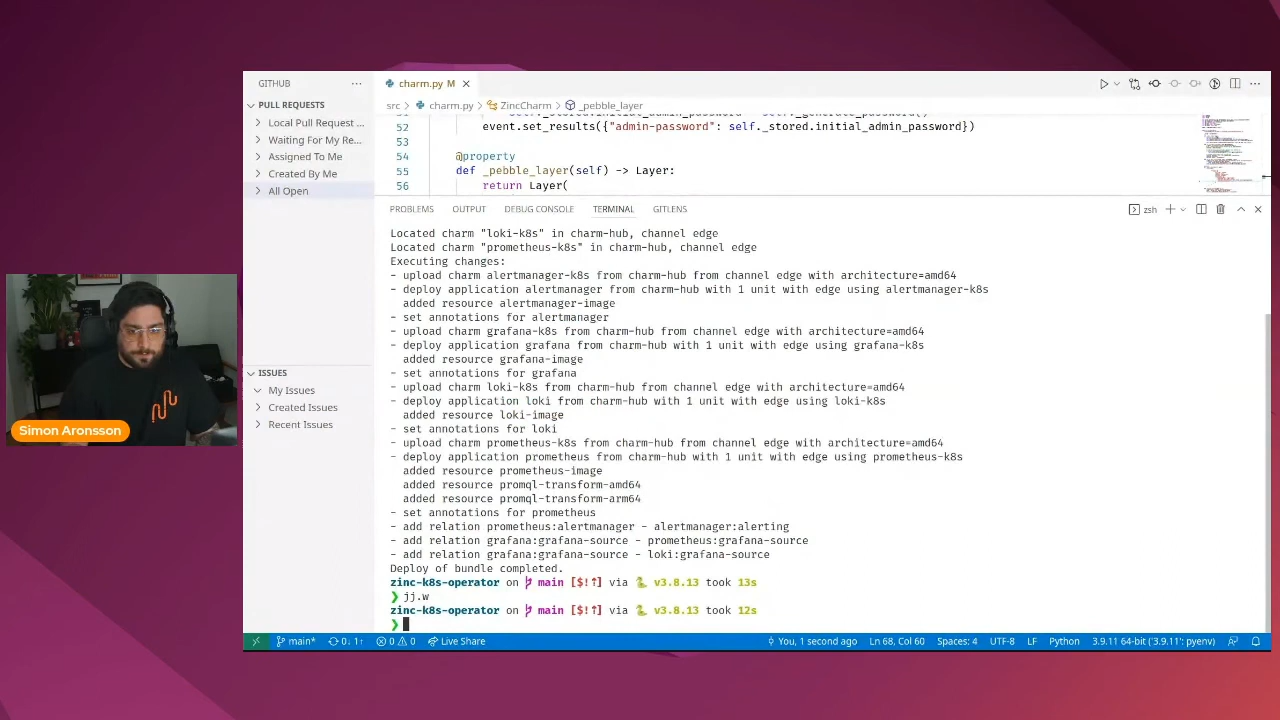 GITHUB
PULL REQUESTS
Local Pull Request ...
Waiting For My Re...
Assigned To Me
Created By Me
All Open
ISSUES
My Issues
Created Issues
Recent Issues
Simon Aronsson
charm.py M
src > charm.py > ZincCharm > _pebble_layer
52 event.set_results({"admin-password": self._stored.initial_admin_password})
53
54 @property
55 def _pebble_layer(self) -> Layer:
56 return Layer(
PROBLEMS OUTPUT DEBUG CONSOLE TERMINAL GITLENS
zsh
Located charm "loki-k8s" in charm-hub, channel edge
Located charm "prometheus-k8s" in charm-hub, channel edge
Executing changes:
- upload charm alertmanager-k8s from charm-hub from channel edge with architecture=amd64
- deploy application alertmanager from charm-hub with 1 unit with edge using alertmanager-k8s
added resource alertmanager-image
- set annotations for alertmanager
- upload charm grafana-k8s from charm-hub from channel edge with architecture=amd64
- deploy application grafana from charm-hub with 1 unit with edge using grafana-k8s
added resource grafana-image
- set annotations for grafana
- upload charm loki-k8s from charm-hub from channel edge with architecture=amd64
- deploy application loki from charm-hub with 1 unit with edge using loki-k8s
added resource loki-image
- set annotations for loki
- upload charm prometheus-k8s from charm-hub from channel edge with architecture=amd64
- deploy application prometheus from charm-hub with 1 unit with edge using prometheus-k8s
added resource prometheus-image
added resource promql-transform-amd64
added resource promql-transform-arm64
- set annotations for prometheus
- add relation prometheus:alertmanager - alertmanager:alerting
- add relation grafana:grafana-source - prometheus:grafana-source
- add relation grafana:grafana-source - loki:grafana-source
Deploy of bundle completed.
zinc-k8s-operator on main [$!⇡] via 🐍 v3.8.13 took 13s
❯ jj.w
zinc-k8s-operator on main [$!⇡] via 🐍 v3.8.13 took 12s
❯
main* 0↓ 1↑ 0 0 Live Share You, 1 second ago Ln 68, Col 60 Spaces: 4 UTF-8 LF Python 3.9.11 64-bit ('3.9.11': pyenv)